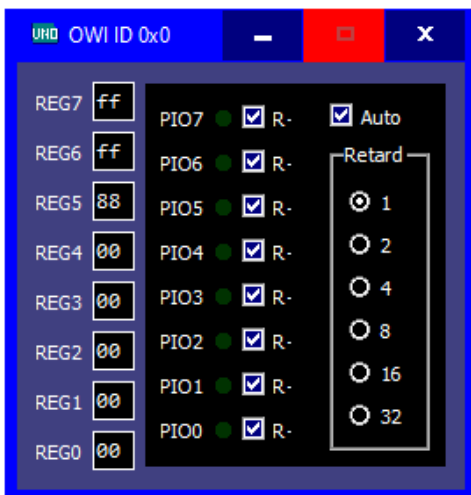 UNO OWI ID 0x0
REG7 ff
REG6 ff
REG5 88
REG4 00
REG3 00
REG2 00
REG1 00
REG0 00
PIO7 R-
PIO6 R-
PIO5 R-
PIO4 R-
PIO3 R-
PIO2 R-
PIO1 R-
PIO0 R-
Auto
Retard
1
2
4
8
16
32